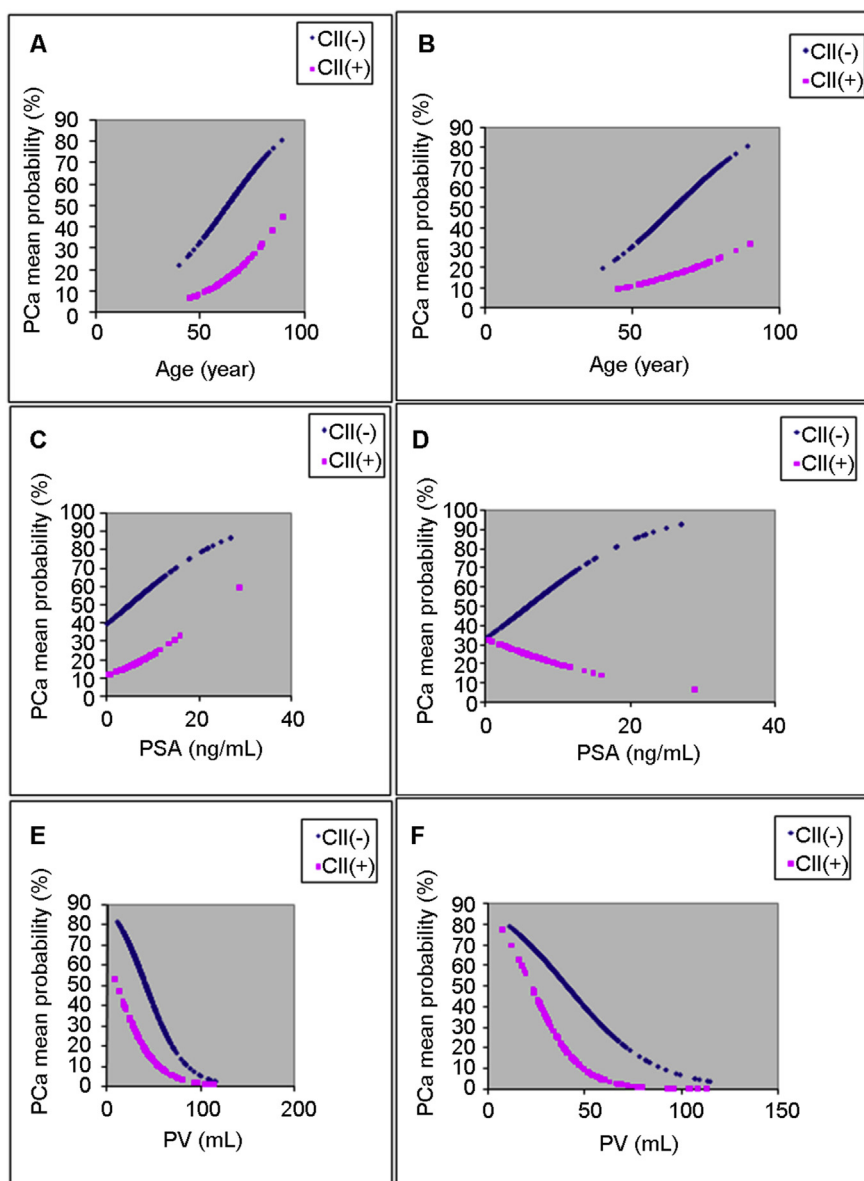 A
CII(-)
CII(+)
PCa mean probability (%)
90
80
70
60
50
40
30
20
10
0
0 50 100
Age (year)
B
CII(-)
CII(+)
PCa mean probability (%)
90
80
70
60
50
40
30
20
10
0
0 50 100
Age (year)
C
CII(-)
CII(+)
PCa mean probability (%)
100
90
80
70
60
50
40
30
20
10
0
0 20 40
PSA (ng/mL)
D
CII(-)
CII(+)
PCa mean probability (%)
100
90
80
70
60
50
40
30
20
10
0
0 20 40
PSA (ng/mL)
E
CII(-)
CII(+)
PCa mean probability (%)
90
80
70
60
50
40
30
20
10
0
0 100 200
PV (mL)
F
CII(-)
CII(+)
PCa mean probability (%)
90
80
70
60
50
40
30
20
10
0
0 50 100 150
PV (mL)